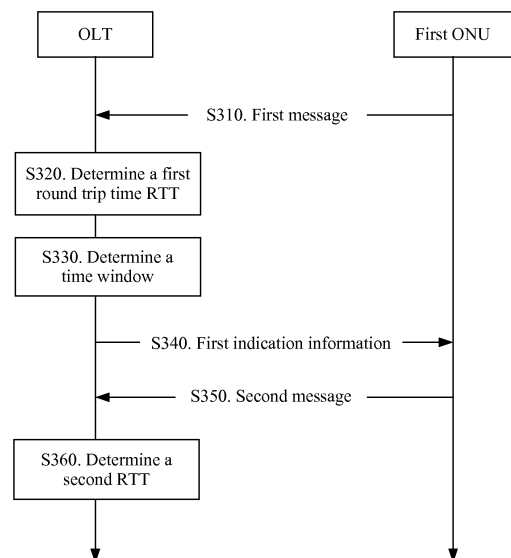 OLT
First ONU
S310. First message
S320. Determine a first
round trip time RTT
S330. Determine a
time window
S340. First indication information
S350. Second message
S360. Determine a
second RTT